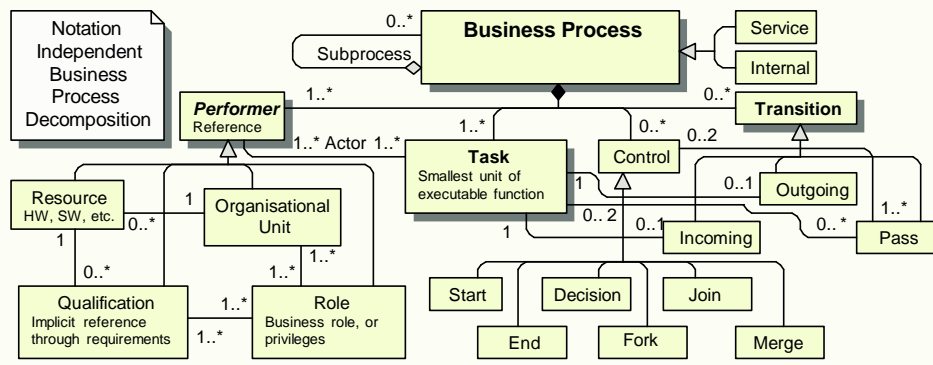 Notation
Independent
Business
Process
Decomposition
0..*
Subprocess
Business Process
Service
Internal
Performer
Reference
1..*
0..*
Transition
1..* Actor 1..*
1..*
Task
Smallest unit of
executable function
0..*
Control
0..2
Resource
HW, SW, etc.
1
0..*
1
Organisational
Unit
1
0..1
Outgoing
0..2
1
0..1
Incoming
0..*
1..*
Pass
0..*
1..*
Qualification
Implicit reference
through requirements
1..*
1..*
Role
Business role, or
privileges
Start
Decision
Join
End
Fork
Merge